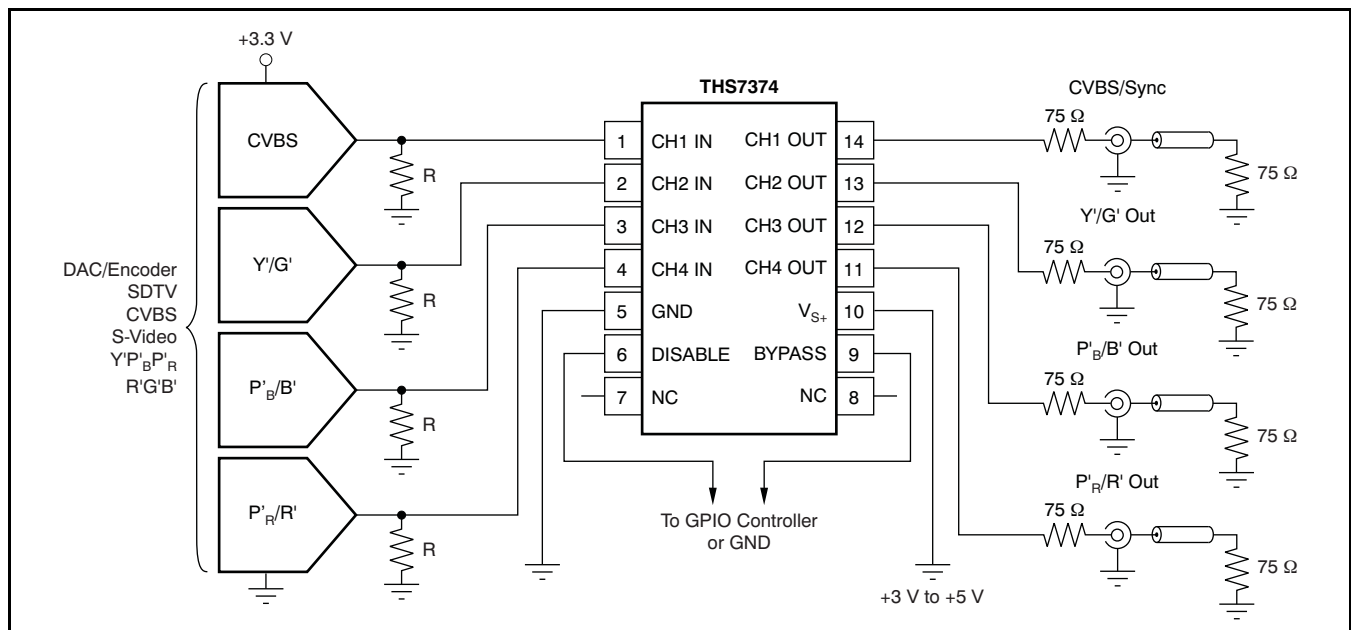 +3.3 V
THS7374
CVBS/Sync
CVBS
R
1 CH1 IN CH1 OUT 14
75 Ω
75 Ω
2 CH2 IN CH2 OUT 13
Y'/G' Out
Y'/G'
R
3 CH3 IN CH3 OUT 12
75 Ω
75 Ω
4 CH4 IN CH4 OUT 11
DAC/Encoder
SDTV
CVBS
S-Video
Y'P'BP'R
R'G'B'
5 GND VS+ 10
6 DISABLE BYPASS 9
7 NC NC 8
P'B/B' Out
P'B/B'
R
75 Ω
75 Ω
P'R/R' Out
P'R/R'
R
75 Ω
75 Ω
To GPIO Controller
or GND
+3 V to +5 V